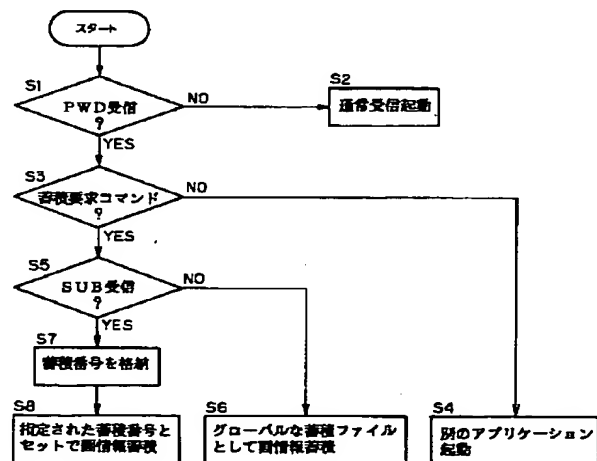 スタート
S1
PWD受信
?
NO
YES
S2
通常受信起動
S3
蓄積要求コマンド
?
NO
YES
S5
SUB受信
?
NO
YES
S7
蓄積番号を格納
S8
指定された蓄積番号と
セットで画情報蓄積
S6
グローバルな蓄積ファイル
として画情報蓄積
S4
別のアプリケーション
起動